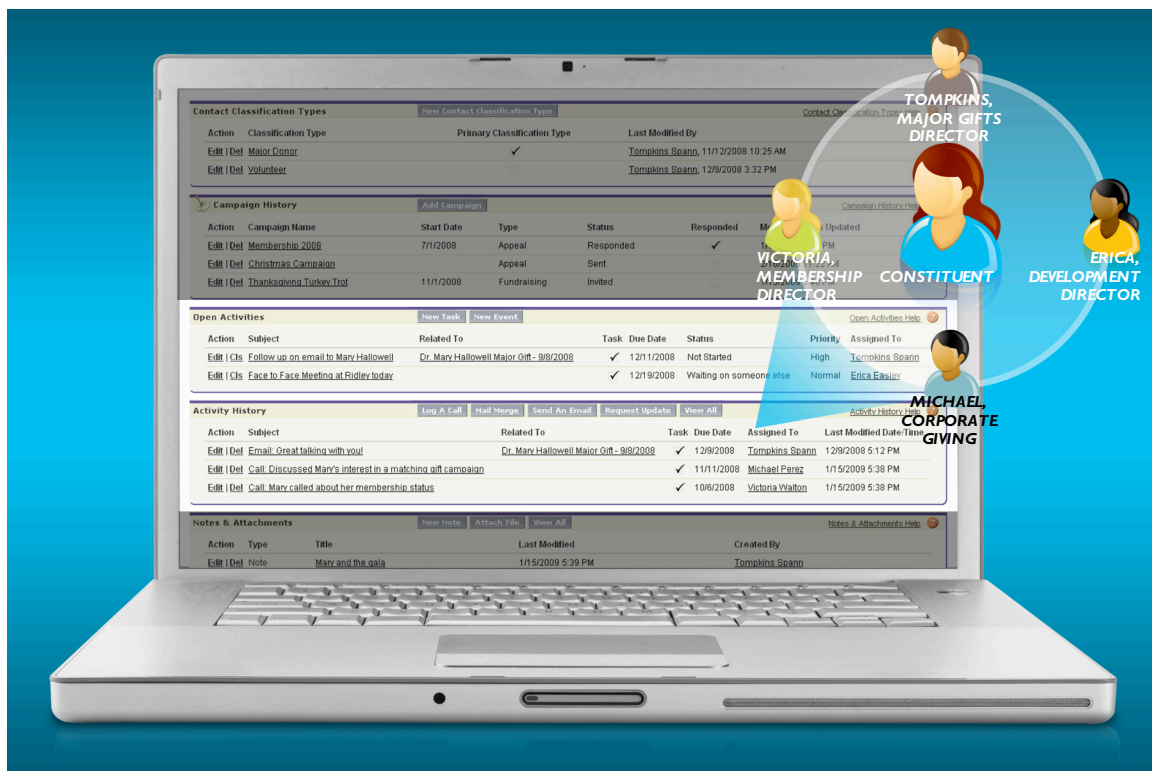 Contact Classification Types New Contact Classification Type Contact Classification Types Help
Action Classification Type Primary Classification Type Last Modified By
Edit | Del Major Donor Tompkins Spann, 11/12/2008 10:25 AM
Edit | Del Volunteer Tompkins Spann, 12/9/2008 3:32 PM
Campaign History Add Campaign Campaign History Help
Action Campaign Name Start Date Type Status Responded Updated
Edit | Del Membership 2008 7/1/2008 Appeal Responded PM
Edit | Del Christmas Campaign Appeal Sent
Edit | Del Thanksgiving Turkey Trot 11/1/2008 Fundraising Invited
TOMPKINS,
MAJOR GIFTS
DIRECTOR
VICTORIA,
MEMBERSHIP
DIRECTOR
CONSTITUENT
ERICA,
DEVELOPMENT
DIRECTOR
Open Activities New Task New Event Open Activities Help ?
Action Subject Related To Task Due Date Status Priority Assigned To
Edit | Cls Follow up on email to Mary Hallowell Dr. Mary Hallowell Major Gift - 9/8/2008 12/11/2008 Not Started High Tompkins Spann
Edit | Cls Face to Face Meeting at Ridley today 12/19/2008 Waiting on someone else Normal Erica Easley
MICHAEL,
CORPORATE
GIVING
Activity History Log A Call Mail Merge Send An Email Request Update View All Activity History Help ?
Action Subject Related To Task Due Date Assigned To Last Modified Date/Time
Edit | Del Email: Great talking with you! Dr. Mary Hallowell Major Gift - 9/8/2008 12/9/2008 Tompkins Spann 12/9/2008 5:12 PM
Edit | Del Call: Discussed Mary's interest in a matching gift campaign 11/11/2008 Michael Perez 1/15/2009 5:38 PM
Edit | Del Call: Mary called about her membership status 10/6/2008 Victoria Walton 1/15/2009 5:38 PM
Notes & Attachments New Note Attach File View All Notes & Attachments Help ?
Action Type Title Last Modified Created By
Edit | Del Note Mary and the gala 1/15/2009 5:39 PM Tompkins Spann